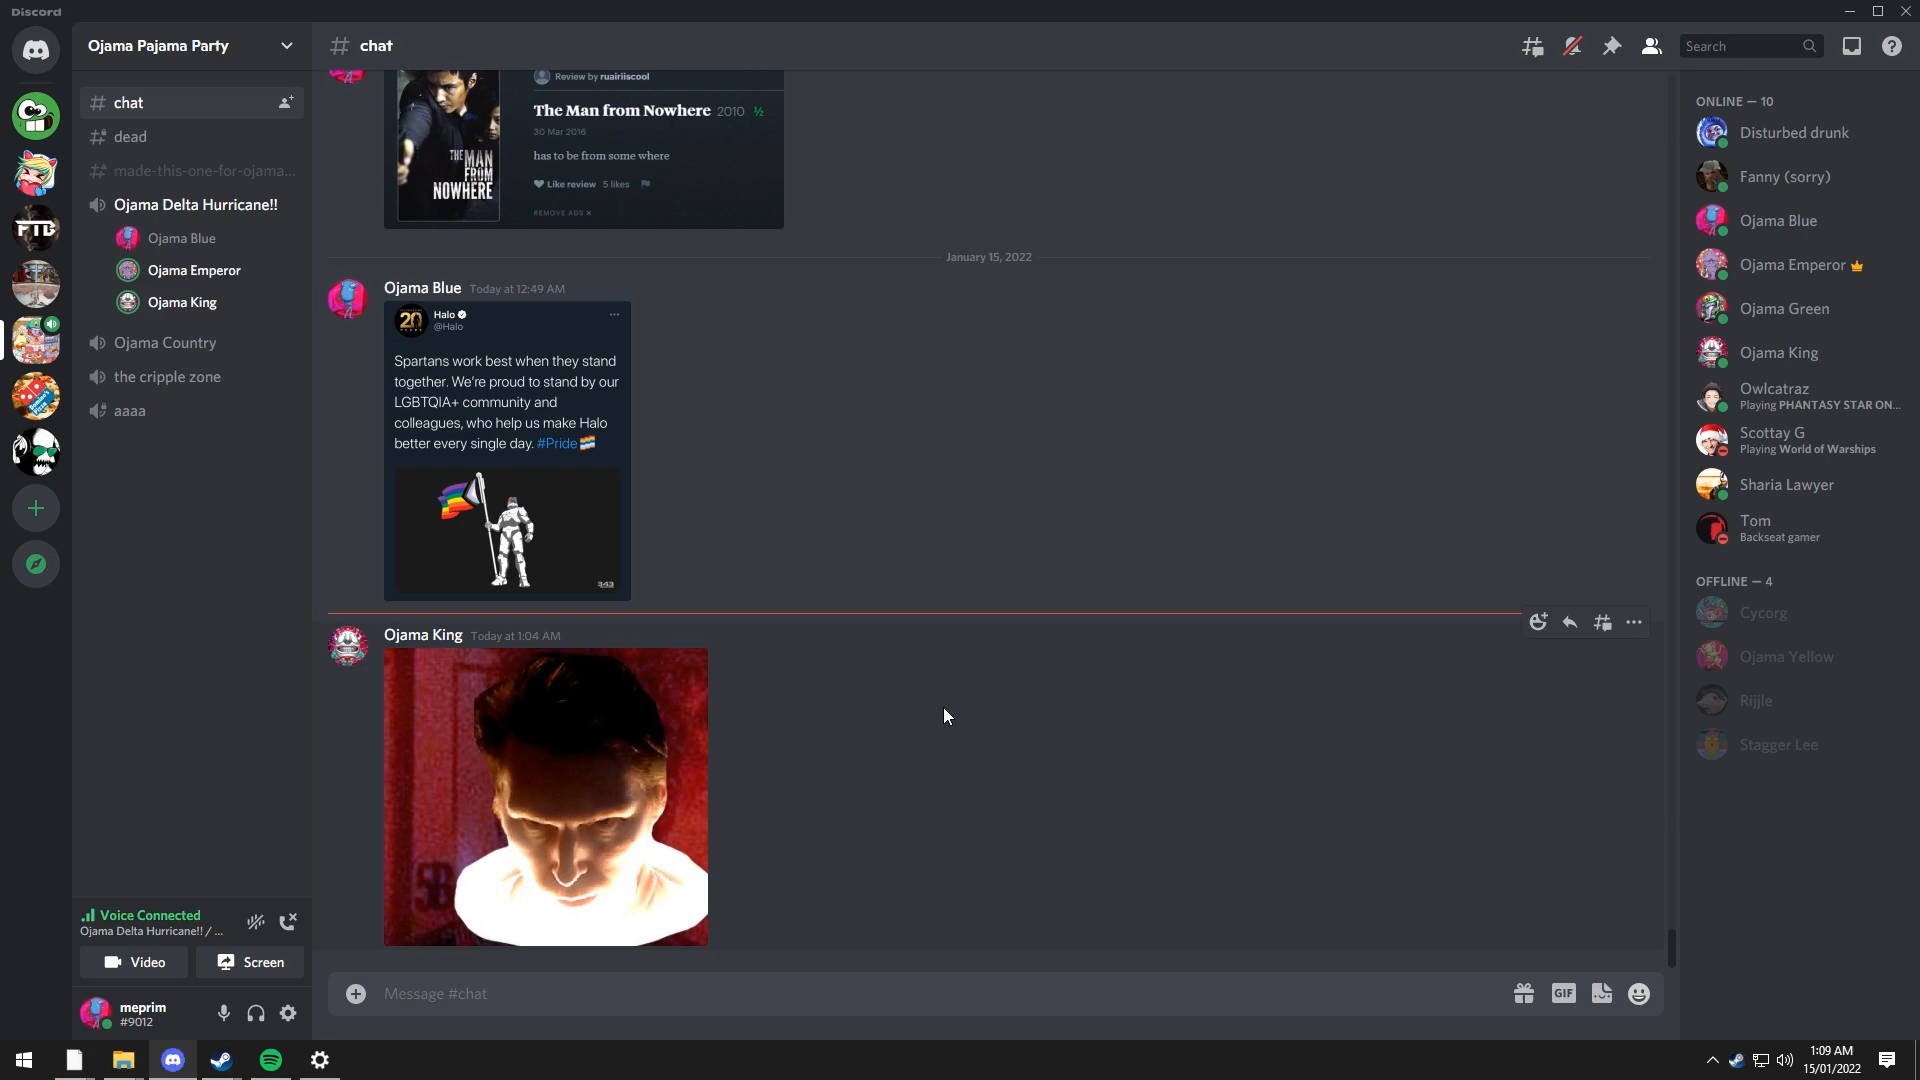 Discord
Ojama Pajama Party
chat
Search
chat
dead
made-this-one-for-ojama...
Ojama Delta Hurricane!!
Ojama Blue
Ojama Emperor
Ojama King
Ojama Country
the cripple zone
aaaa
FTB
Domino's Pizza
Voice Connected
Ojama Delta Hurricane!! / ...
Video
Screen
meprim
#9012
Review by ruairiiscool
The Man from Nowhere 2010 ½
30 Mar 2016
has to be from some where
Like review 5 likes
REMOVE ADS X
THE MAN
FROM
NOWHERE
January 15, 2022
Ojama Blue Today at 12:49 AM
20
YEARS
Halo
@Halo
Spartans work best when they stand
together. We're proud to stand by our
LGBTQIA+ community and
colleagues, who help us make Halo
better every single day. #Pride
343
Ojama King Today at 1:04 AM
Message #chat
GIF
ONLINE — 10
Disturbed drunk
Fanny (sorry)
Ojama Blue
Ojama Emperor
Ojama Green
Ojama King
Owlcatraz
Playing PHANTASY STAR ON...
Scottay G
Playing World of Warships
Sharia Lawyer
Tom
Backseat gamer
OFFLINE — 4
Cycorg
Ojama Yellow
Rijjle
Stagger Lee
1:09 AM
15/01/2022